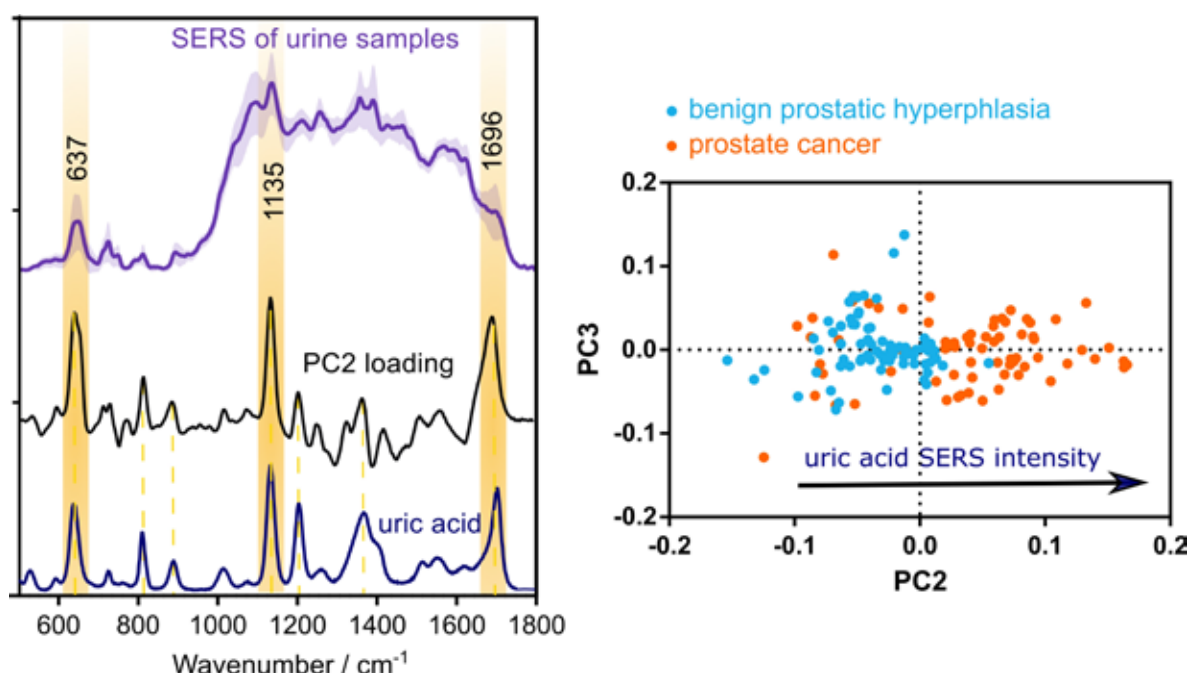 SERS of urine samples
637
1135
1696
PC2 loading
uric acid
600 800 1000 1200 1400 1600 1800
Wavenumber / cm⁻¹
benign prostatic hyperphlasia
prostate cancer
0.2
0.1
0.0
-0.1
-0.2
PC3
uric acid SERS intensity
-0.2 -0.1 0.0 0.1 0.2
PC2